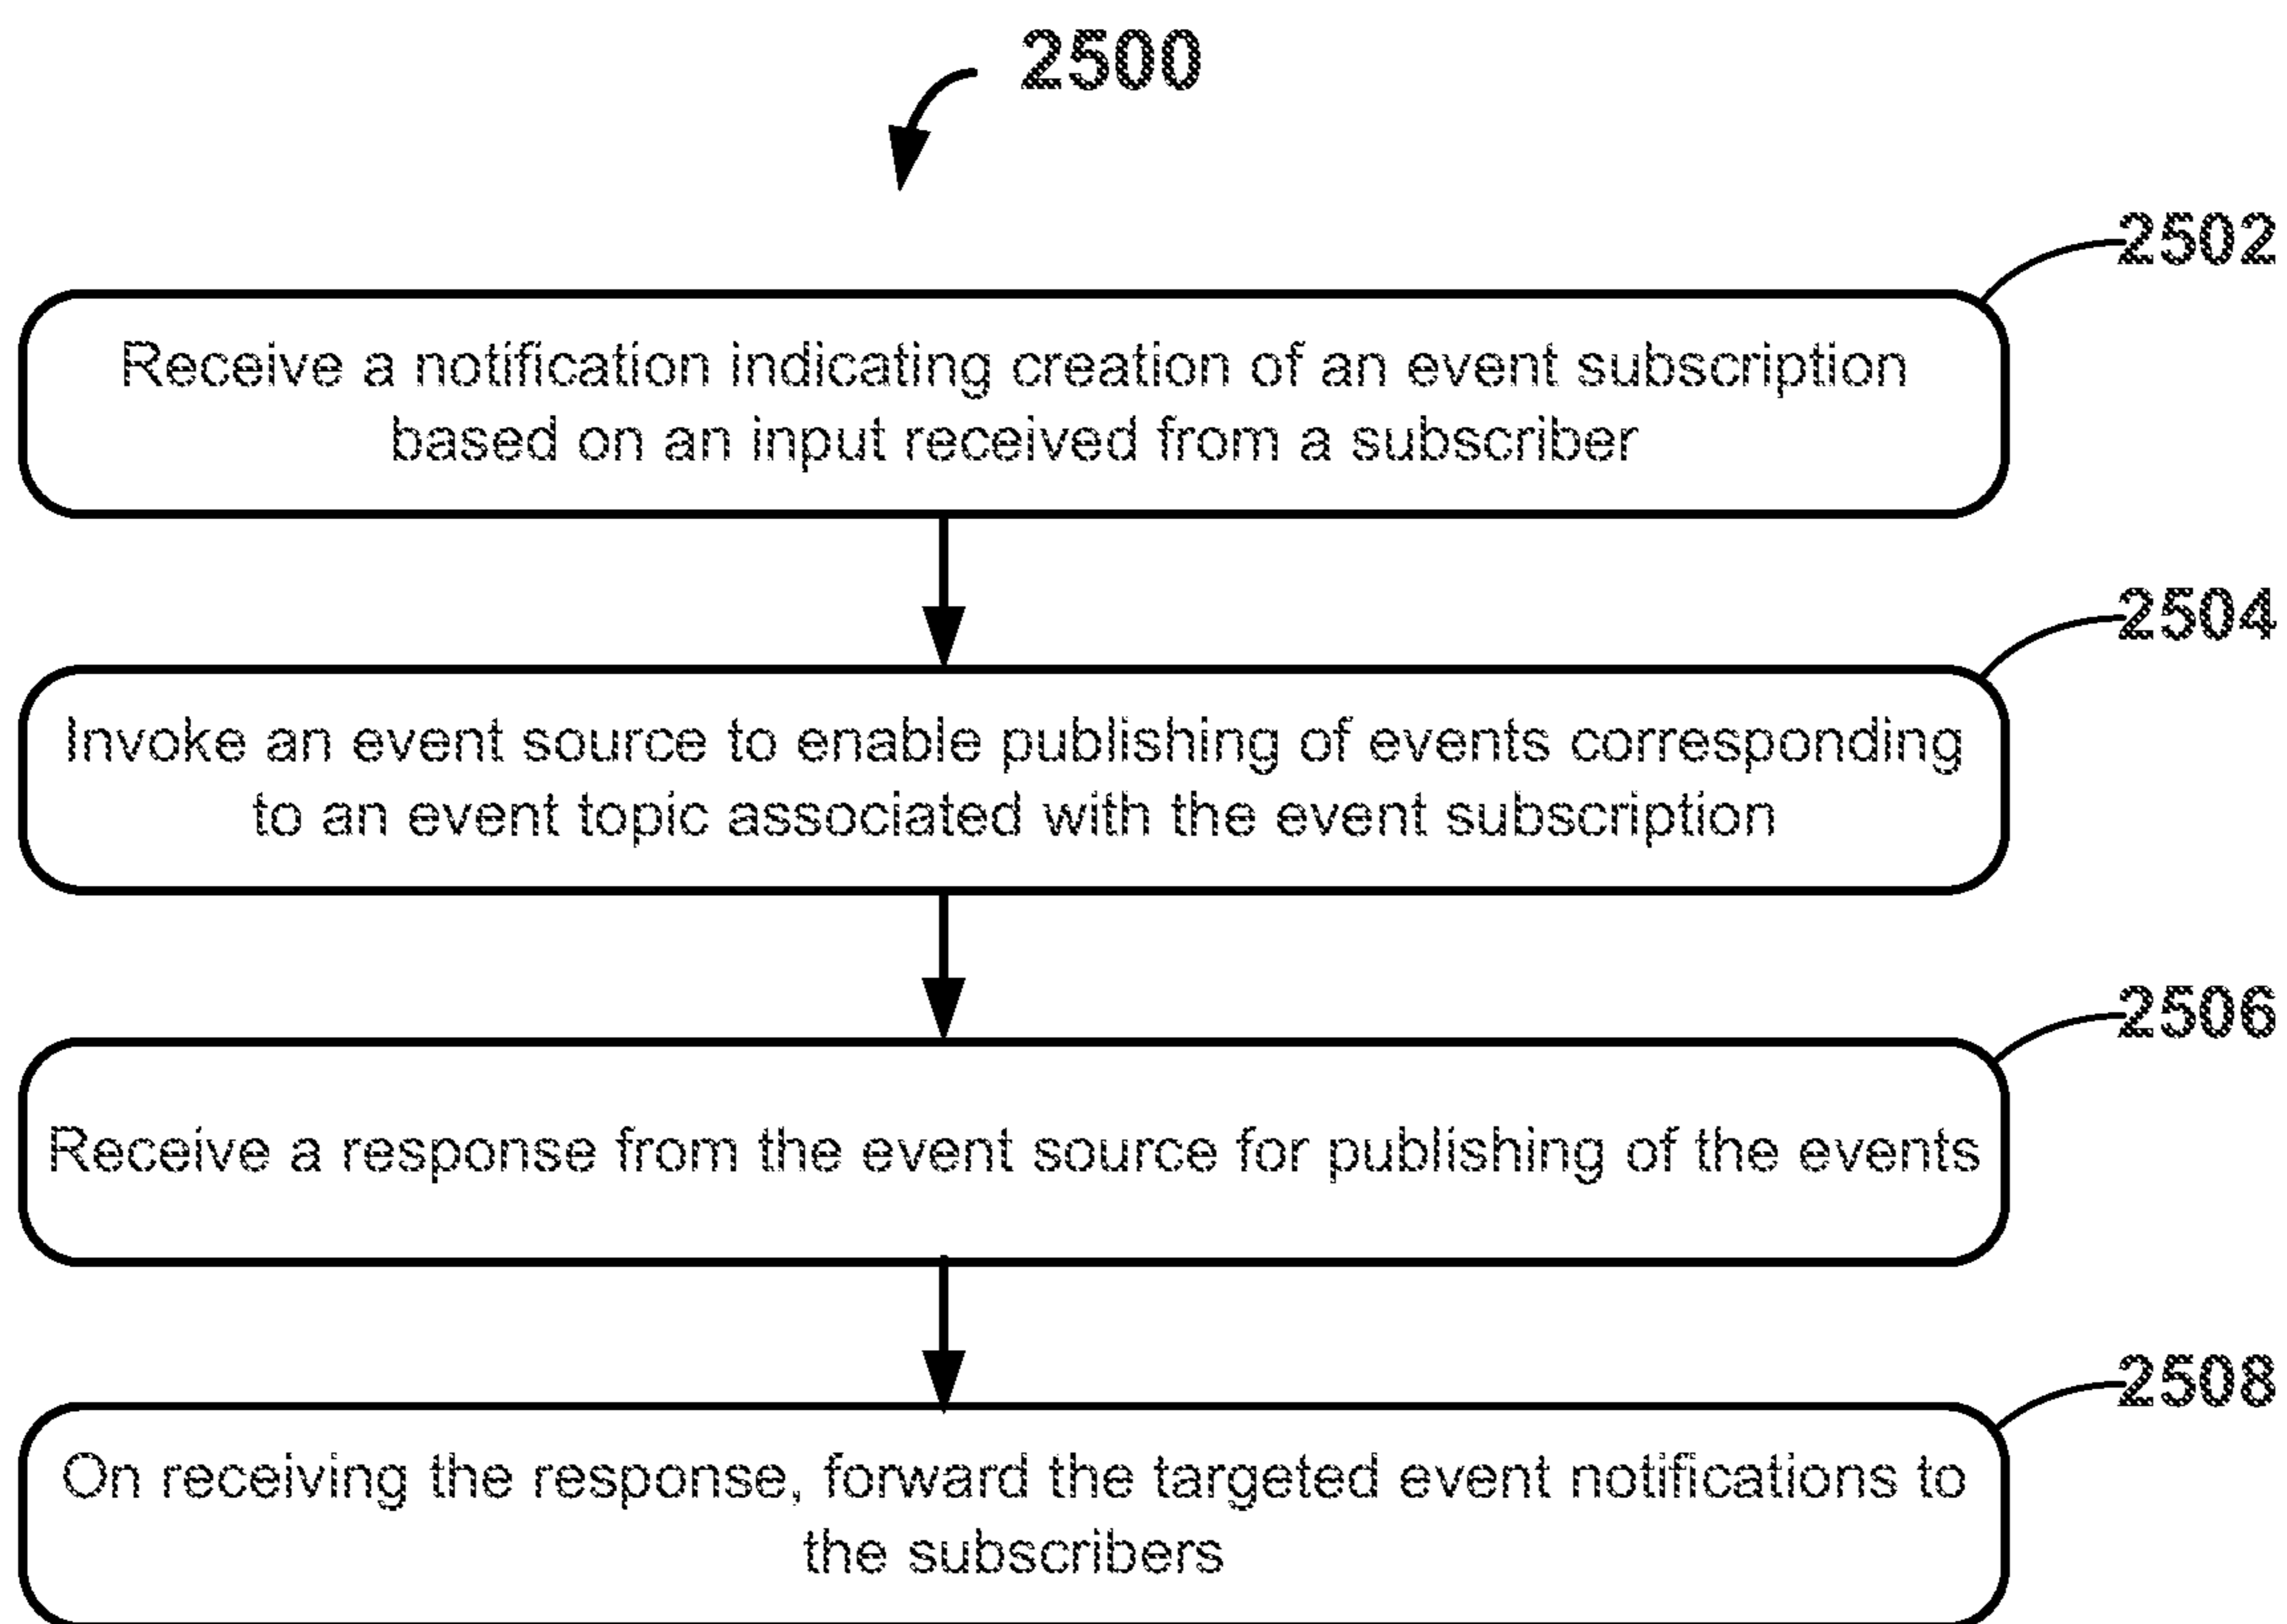 2500
2502
Receive a notification indicating creation of an event subscription
based on an input received from a subscriber
2504
Invoke an event source to enable publishing of events corresponding
to an event topic associated with the event subscription
2506
Receive a response from the event source for publishing of the events
2508
On receiving the response, forward the targeted event notifications to
the subscribers